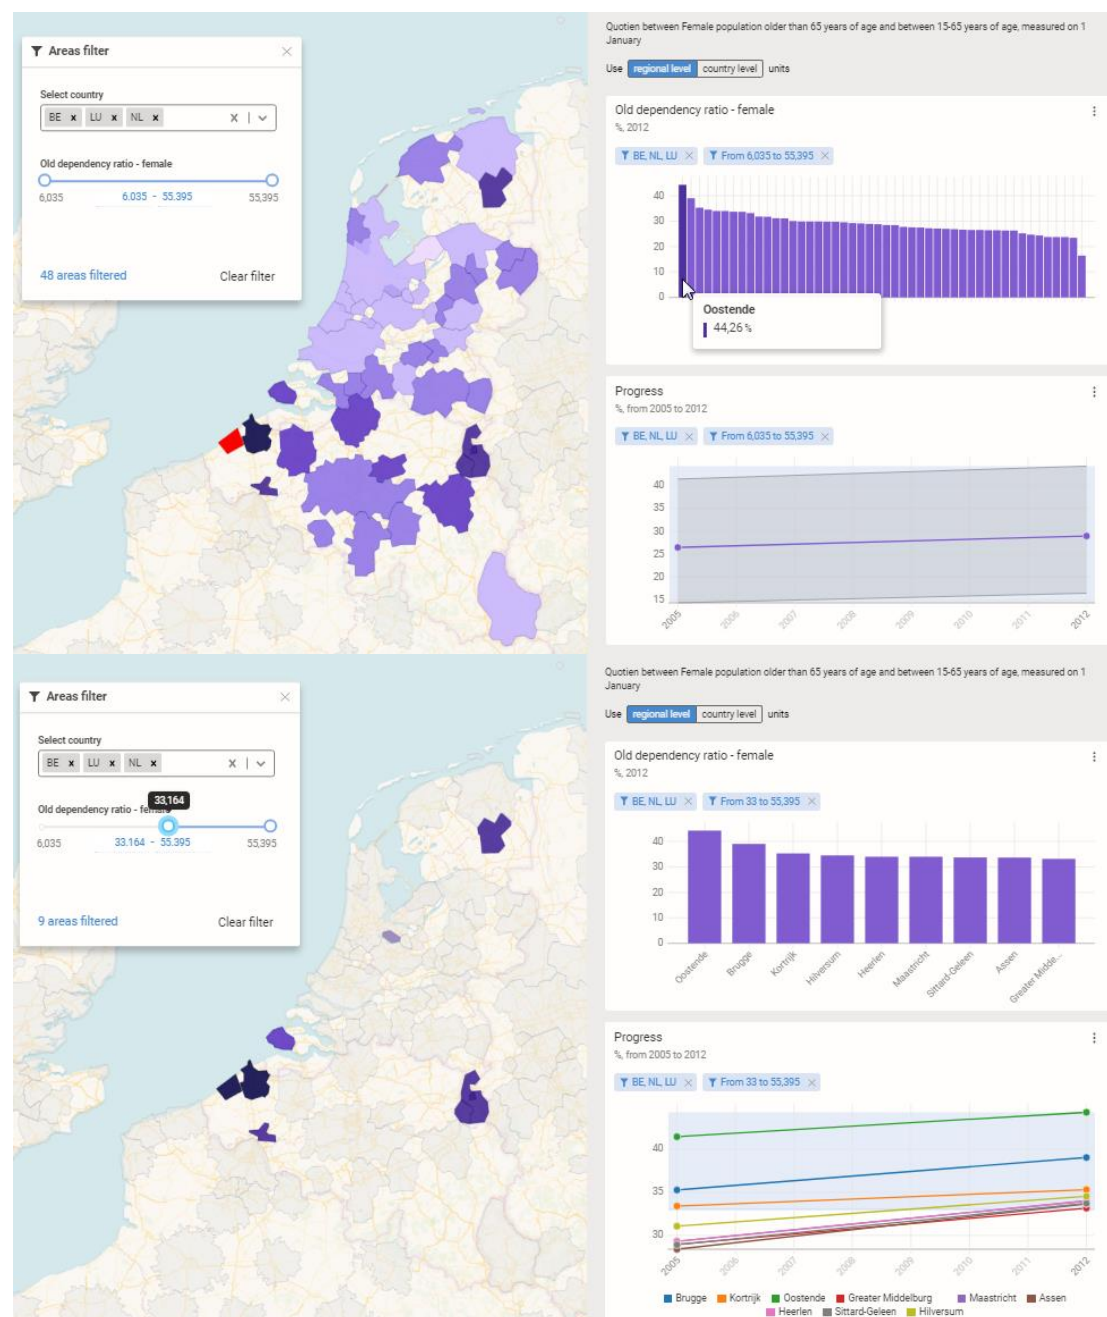 Areas filter ×
Select country
BE × LU × NL × X
Old dependency ratio - female
6,035 6.035 - 55.395 55,395
48 areas filtered Clear filter
Quotien between Female population older than 65 years of age and between 15-65 years of age, measured on 1
January
Use regional level country level units
Old dependency ratio - female
%, 2012
BE, NL, LU × From 6,035 to 55,395 ×
40
30
20
10
0
Oostende
44,26 %
Progress
%, from 2005 to 2012
BE, NL, LU × From 6,035 to 55,395 ×
40
35
30
25
20
15
2005 2006 2007 2008 2009 2010 2011 2012
Areas filter ×
Select country
BE × LU × NL × X
33,164
Old dependency ratio - female
6,035 33.164 - 55.395 55,395
9 areas filtered Clear filter
Quotien between Female population older than 65 years of age and between 15-65 years of age, measured on 1
January
Use regional level country level units
Old dependency ratio - female
%, 2012
BE, NL, LU × From 33 to 55,395 ×
40
30
20
10
0
Oostende Brugge Kortrijk Hilversum Heerlen Maastricht Sittard-Geleen Assen Greater Midde...
Progress
%, from 2005 to 2012
BE, NL, LU × From 33 to 55,395 ×
40
35
30
2005 2006 2007 2008 2009 2010 2011 2012
Brugge Kortrijk Oostende Greater Middelburg Maastricht Assen
Heerlen Sittard-Geleen Hilversum